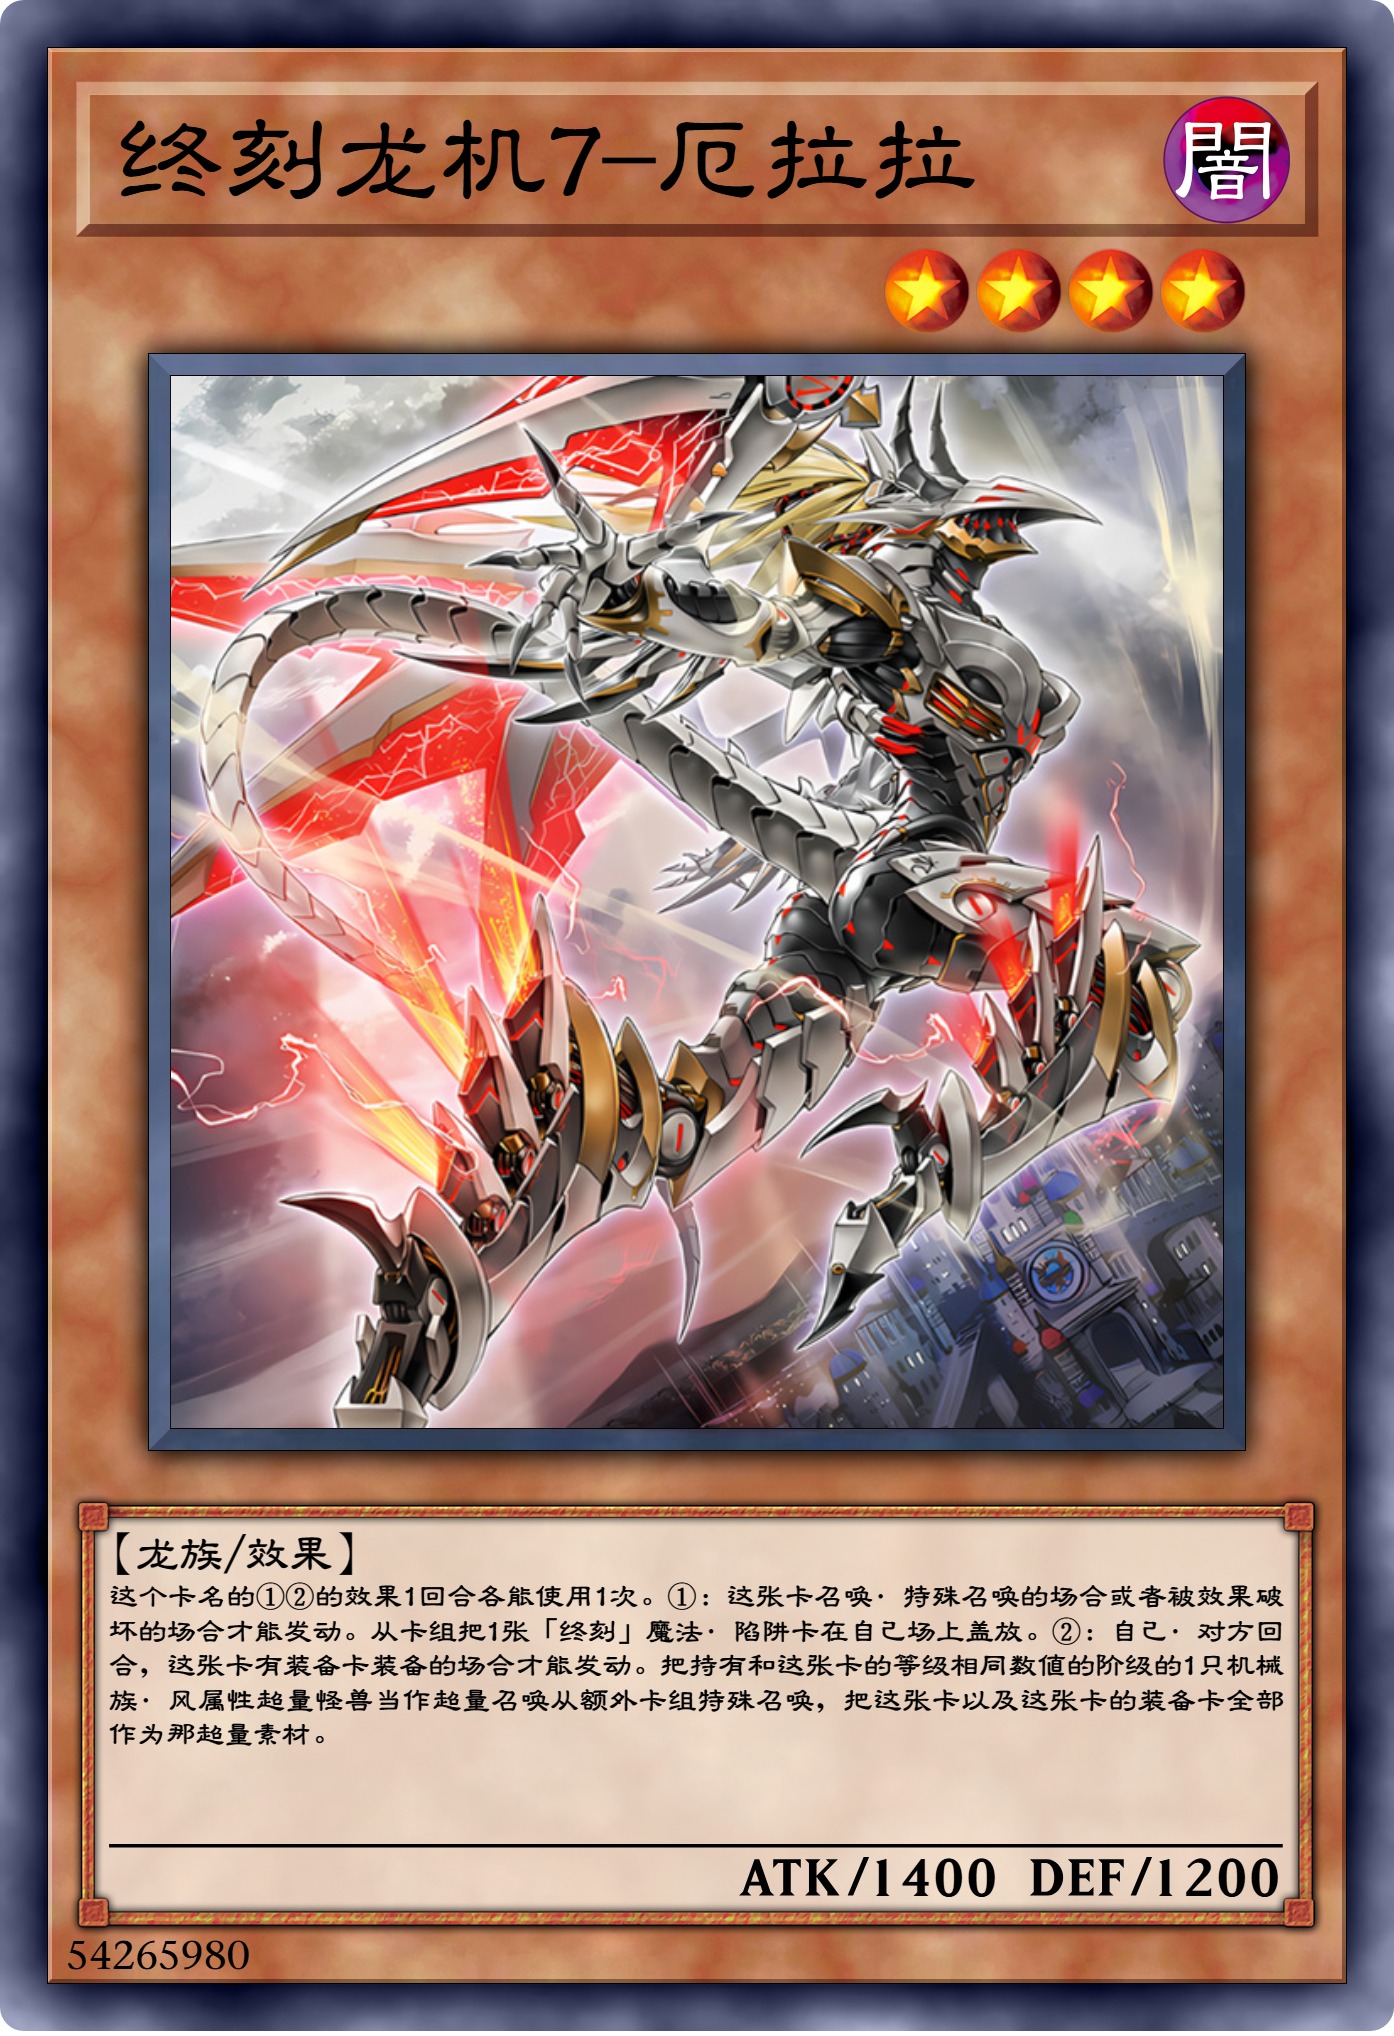 终刻龙机7-厄拉拉
闇
【龙族/效果】
这个卡名的①②的效果1回合各能使用1次。①：这张卡召唤·特殊召唤的场合或者被效果破
坏的场合才能发动。从卡组把1张「终刻」魔法·陷阱卡在自己场上盖放。②：自己·对方回
合，这张卡有装备卡装备的场合才能发动。把持有和这张卡的等级相同数值的阶级的1只机械
族·风属性超量怪兽当作超量召唤从额外卡组特殊召唤，把这张卡以及这张卡的装备卡全部
作为那超量素材。
ATK/1400 DEF/1200
54265980